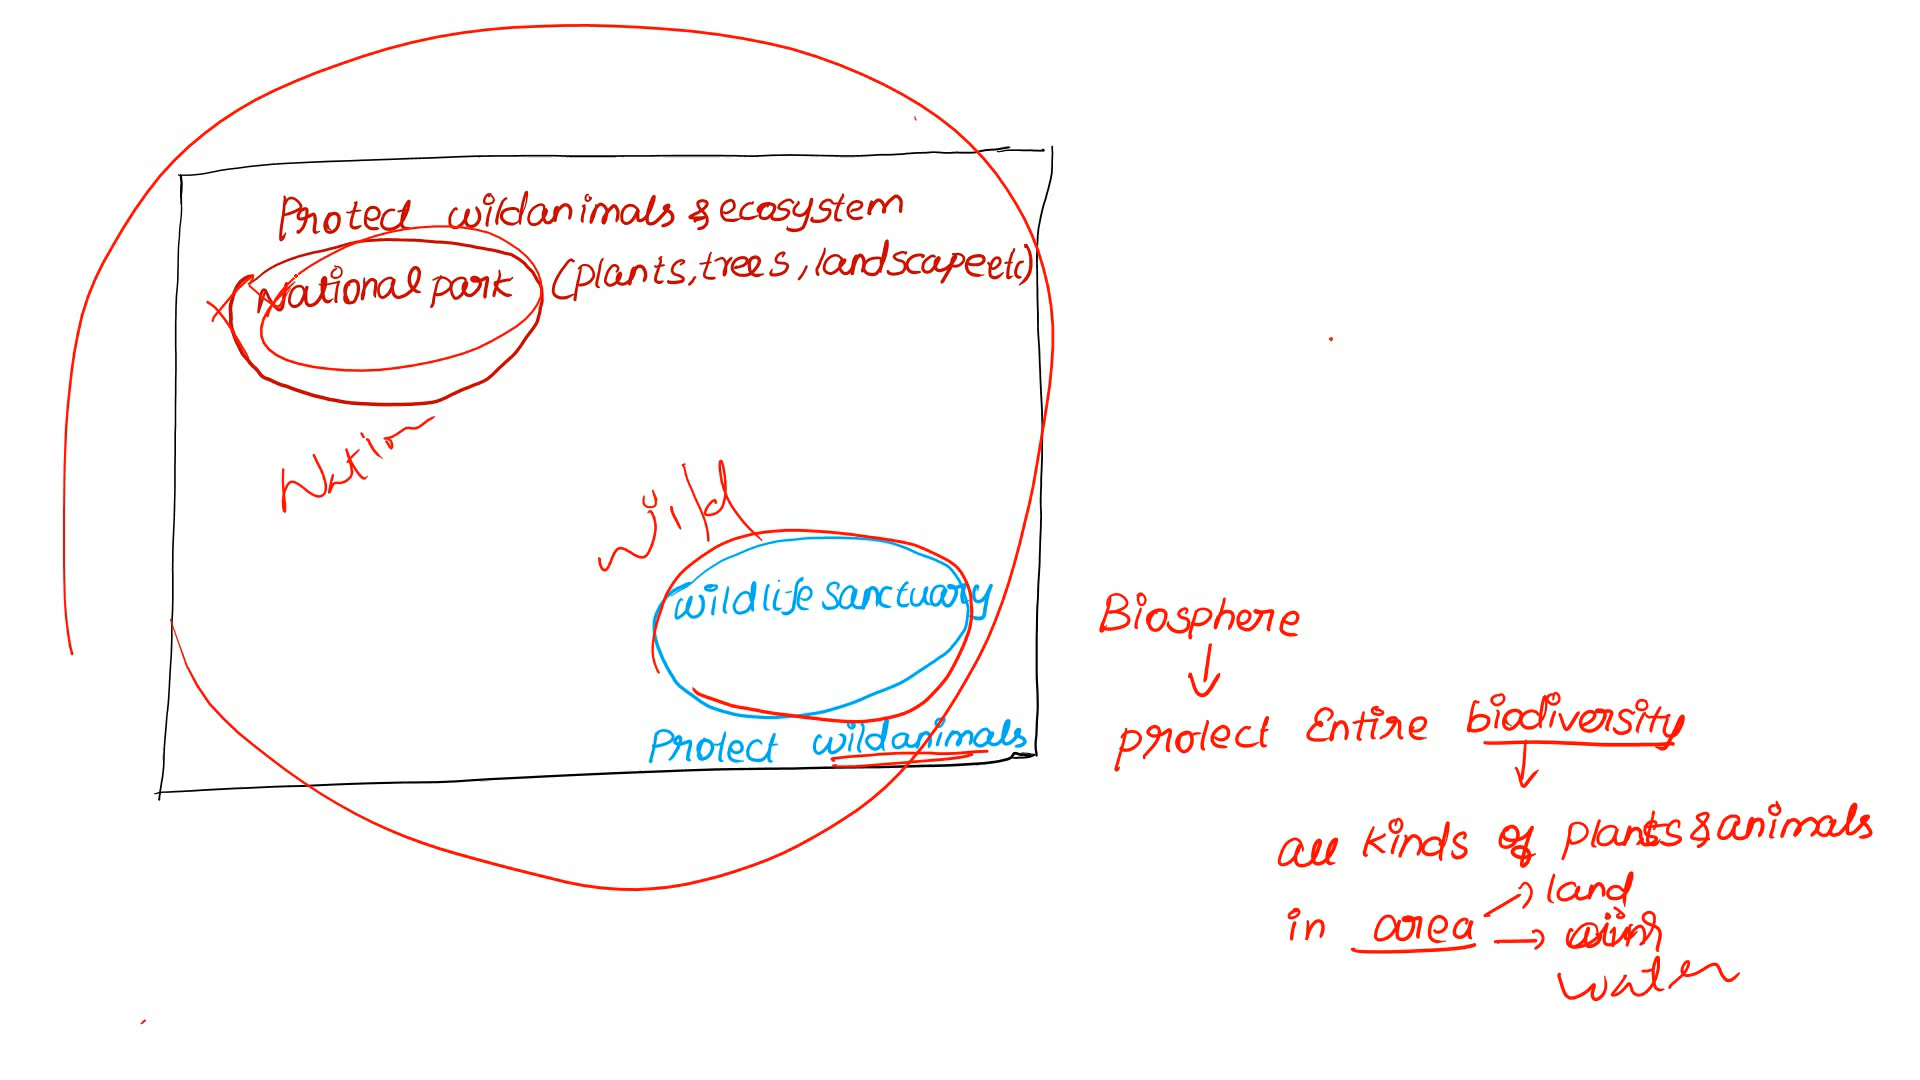 Protect wildanimals & ecosystem
National park (plants, trees, landscape etc)
Nation
Wild
wildlife sanctuary
Protect wildanimals
Biosphere
protect Entire biodiversity
all kinds of plants & animals
land
in area
water